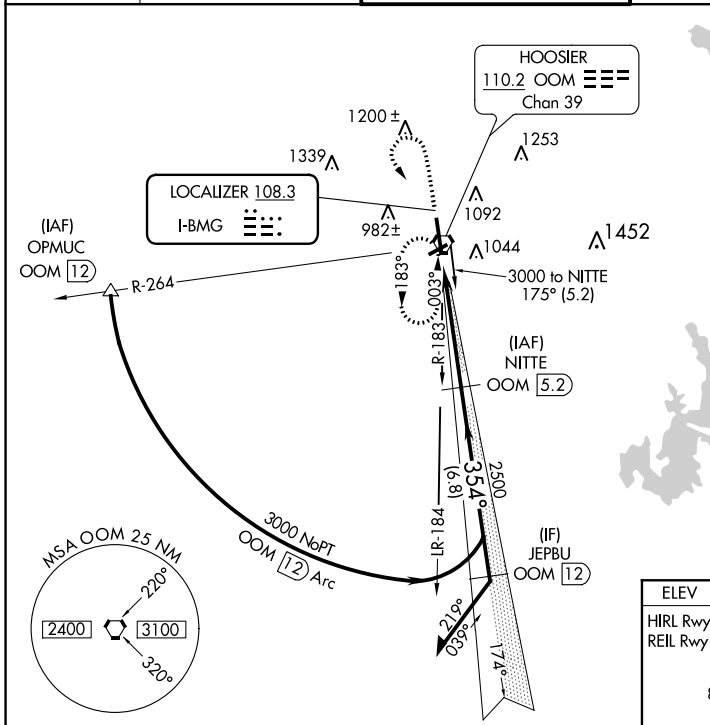 HOOSIER
110.2 OOM
Chan 39
1200 ±
1253
1339
LOCALIZER 108.3
I-BMG
1092
982±
1044
1452
(IAF)
OPMUC
OOM 12
R-264
183°
003°
3000 to NITTE
175° (5.2)
R-183
(IAF)
NITTE
OOM 5.2
354°
(6.8)
2500
LR-184
3000 NoPT
OOM 12 Arc
(IF)
JEPBU
OOM 12
219°
039°
174°
MSA OOM 25 NM
220°
2400
3100
320°
ELEV
HIRL Rwy
REIL Rwy
8